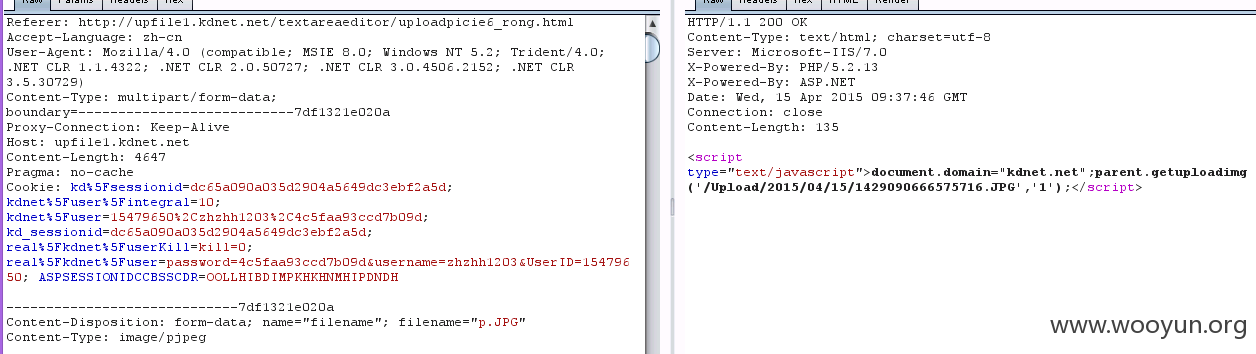 Raw Params Headers Hex
Referer: http://upfile1.kdnet.net/textareaeditor/uploadpicie6_rong.html
Accept-Language: zh-cn
User-Agent: Mozilla/4.0 (compatible; MSIE 8.0; Windows NT 5.2; Trident/4.0;
.NET CLR 1.1.4322; .NET CLR 2.0.50727; .NET CLR 3.0.4506.2152; .NET CLR
3.5.30729)
Content-Type: multipart/form-data;
boundary=---------------------------7df1321e020a
Proxy-Connection: Keep-Alive
Host: upfile1.kdnet.net
Content-Length: 4647
Pragma: no-cache
Cookie: kd%5Fsessionid=dc65a090a035d2904a5649dc3ebf2a5d;
kdnet%5Fuser%5Fintegral=10;
kdnet%5Fuser=15479650%2Czhzhh1203%2C4c5faa93ccd7b09d;
kd_sessionid=dc65a090a035d2904a5649dc3ebf2a5d;
real%5Fkdnet%5FuserKill=kill=0;
real%5Fkdnet%5Fuser=password=4c5faa93ccd7b09d&username=zhzhh1203&UserID=154796
50; ASPSESSIONIDCCBSSCDR=OOLLHIBDIMPKHKHNMHIPDNDH
-----------------------------7df1321e020a
Content-Disposition: form-data; name="filename"; filename="p.JPG"
Content-Type: image/pjpeg
Raw Headers Hex HTML Render
HTTP/1.1 200 OK
Content-Type: text/html; charset=utf-8
Server: Microsoft-IIS/7.0
X-Powered-By: PHP/5.2.13
X-Powered-By: ASP.NET
Date: Wed, 15 Apr 2015 09:37:46 GMT
Connection: close
Content-Length: 135
<script
type="text/javascript">document.domain="kdnet.net";parent.getuploadimg
('/Upload/2015/04/15/1429090666575716.JPG','1');</script>
www.wooyun.org